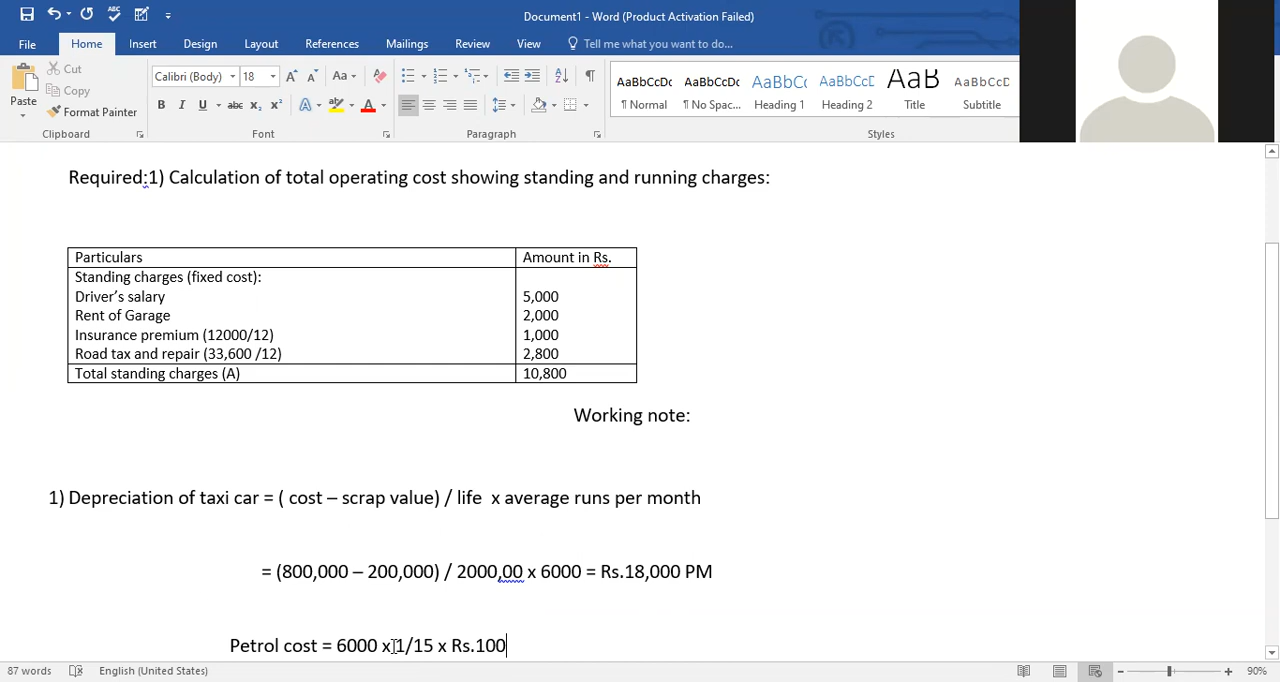 Document1 - Word (Product Activation Failed)
File Home Insert Design Layout References Mailings Review View Tell me what you want to do...
Paste Cut Copy Format Painter
Calibri (Body) 18 Aa
B I U abc x₂ x² A A
AaBbCcDc AaBbCcDc AaBbCc AaBbCcD AaB AaBbCcD
¶ Normal ¶ No Spac... Heading 1 Heading 2 Title Subtitle
Clipboard Font Paragraph Styles
Required:1) Calculation of total operating cost showing standing and running charges:
Particulars Amount in Rs.
Standing charges (fixed cost):
Driver’s salary 5,000
Rent of Garage 2,000
Insurance premium (12000/12) 1,000
Road tax and repair (33,600 /12) 2,800
Total standing charges (A) 10,800
Working note:
1) Depreciation of taxi car = ( cost – scrap value) / life x average runs per month
= (800,000 – 200,000) / 2000,00 x 6000 = Rs.18,000 PM
Petrol cost = 6000 x 1/15 x Rs.100
87 words English (United States) 90%